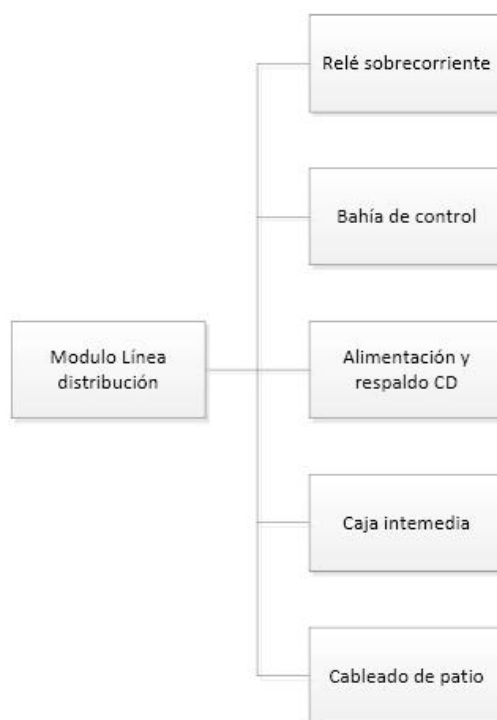 Relé sobrecorriente
Bahía de control
Modulo Línea
distribución
Alimentación y
respaldo CD
Caja intemedia
Cableado de patio